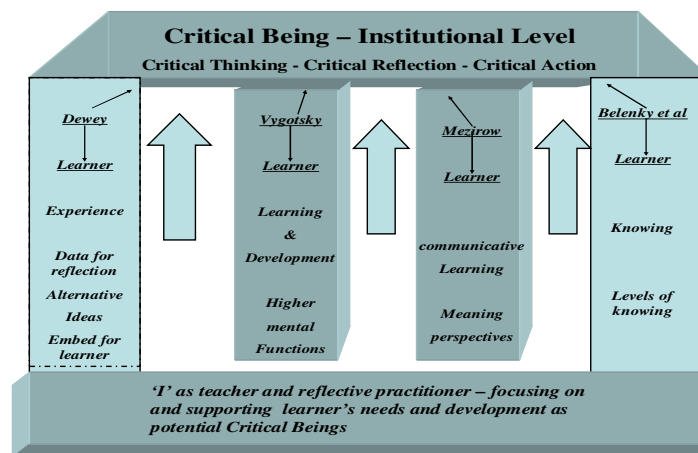 Critical Being – Institutional Level
Critical Thinking - Critical Reflection - Critical Action
Dewey
Learner
Experience
Data for
reflection
Alternative
Ideas
Embed for
learner
Vygotsky
Learner
Learning
&
Development
Higher
mental
Functions
Mezirow
Learner
communicative
Learning
Meaning
perspectives
Belenky et al
Learner
Knowing
Levels of
knowing
‘I’ as teacher and reflective practitioner – focusing on
and supporting learner’s needs and development as
potential Critical Beings